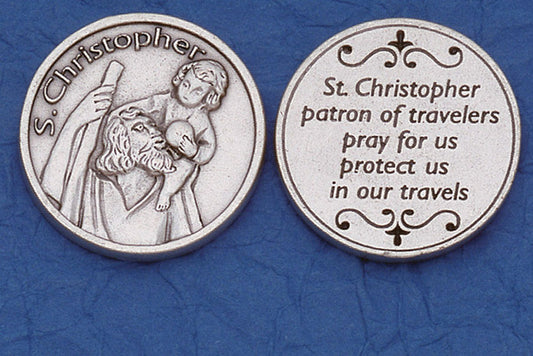 S. Christopher
St. Christopher
patron of travelers
pray for us
protect us
in our travels